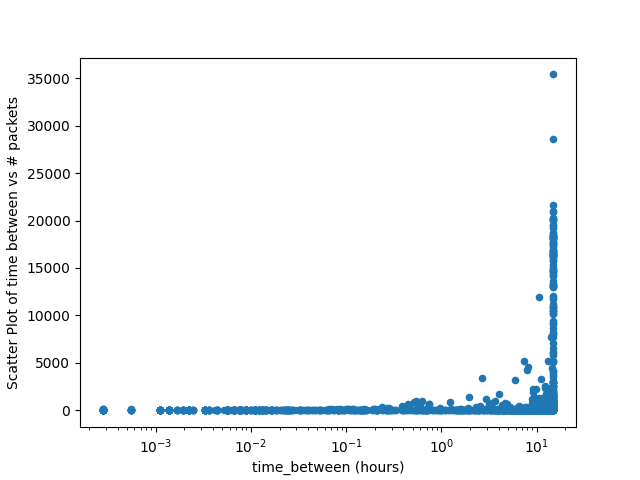 35000
30000
25000
20000
15000
10000
5000
0
Scatter Plot of time between vs # packets
10⁻³ 10⁻² 10⁻¹ 10⁰ 10¹
time_between (hours)